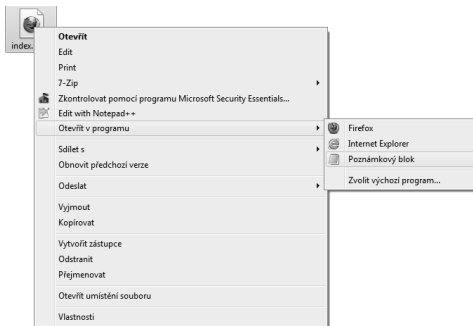 index.
Otevřít
Edit
Print
7-Zip
Zkontrolovat pomocí programu Microsoft Security Essentials...
Edit with Notepad++
Otevřít v programu
Firefox
Internet Explorer
Poznámkový blok
Zvolit výchozí program...
Sdílet s
Obnovit předchozí verze
Odeslat
Vyjmout
Kopírovat
Vytvořit zástupce
Odstranit
Přejmenovat
Otevřít umístění souboru
Vlastnosti